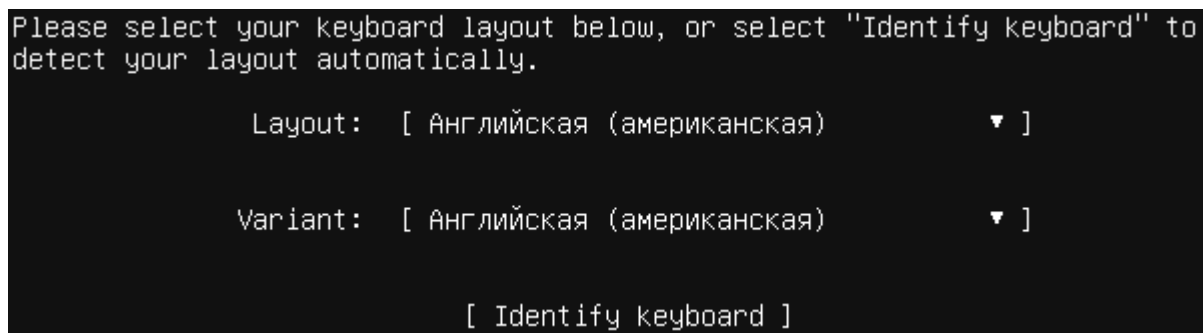 Please select your keyboard layout below, or select "Identify keyboard" to
detect your layout automatically.
Layout: [ Английская (американская) ▼ ]
Variant: [ Английская (американская) ▼ ]
[ Identify keyboard ]